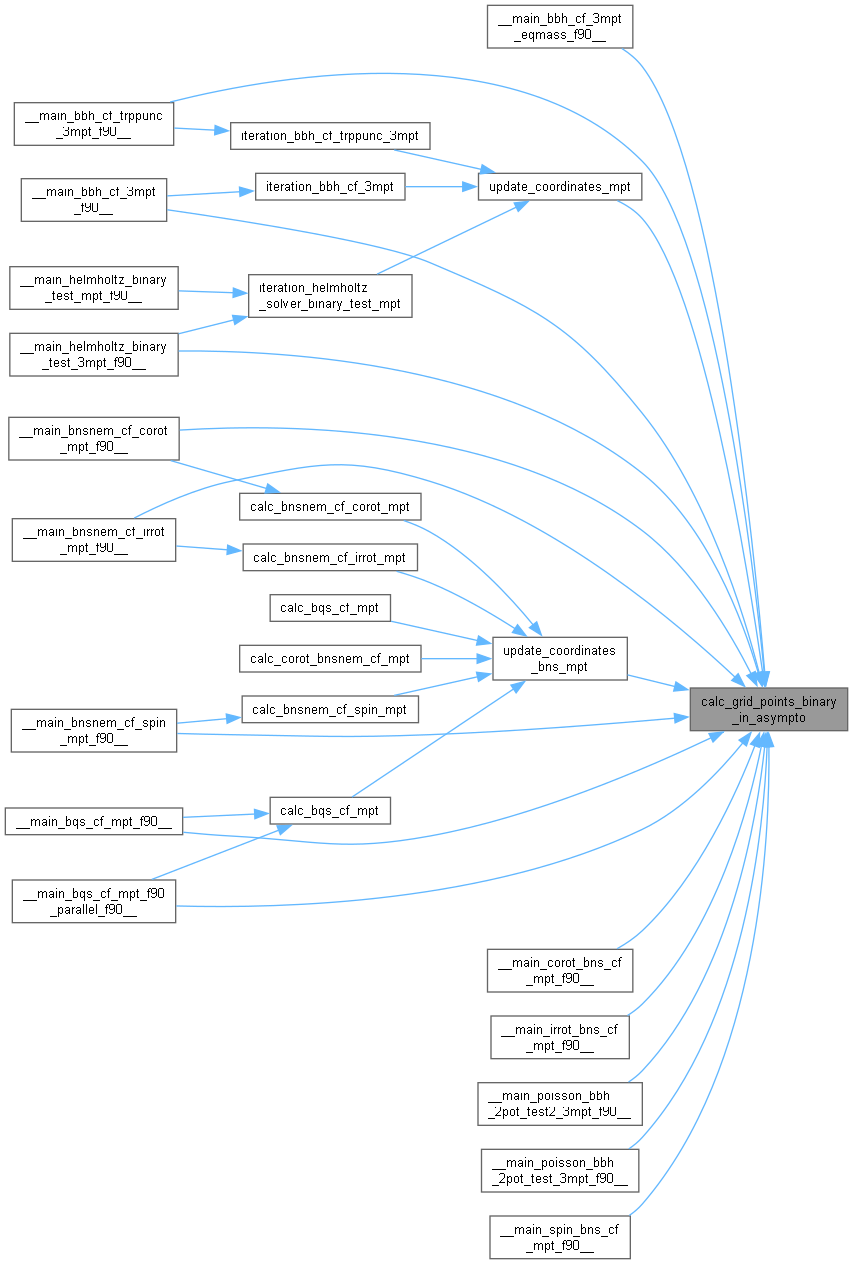 __main_bbh_cf_3mpt
_eqmass_f90__
__main_bbh_cf_trppunc
_3mpt_f90__
iteration_bbh_cf_trppunc_3mpt
__main_bbh_cf_3mpt
_f90__
iteration_bbh_cf_3mpt
update_coordinates_mpt
__main_helmholtz_binary
_test_mpt_f90__
iteration_helmholtz
_solver_binary_test_mpt
__main_helmholtz_binary
_test_3mpt_f90__
__main_bnsnem_cf_corot
_mpt_f90__
calc_bnsnem_cf_corot_mpt
__main_bnsnem_cf_irrot
_mpt_f90__
calc_bnsnem_cf_irrot_mpt
calc_bqs_cf_mpt
calc_corot_bnsnem_cf_mpt
update_coordinates
_bns_mpt
calc_bnsnem_cf_spin_mpt
__main_bnsnem_cf_spin
_mpt_f90__
calc_grid_points_binary
_in_asympto
calc_bqs_cf_mpt
__main_bqs_cf_mpt_f90__
__main_bqs_cf_mpt_f90
_parallel_f90__
__main_corot_bns_cf
_mpt_f90__
__main_irrot_bns_cf
_mpt_f90__
__main_poisson_bbh
_2pot_test2_3mpt_f90__
__main_poisson_bbh
_2pot_test_3mpt_f90__
__main_spin_bns_cf
_mpt_f90__